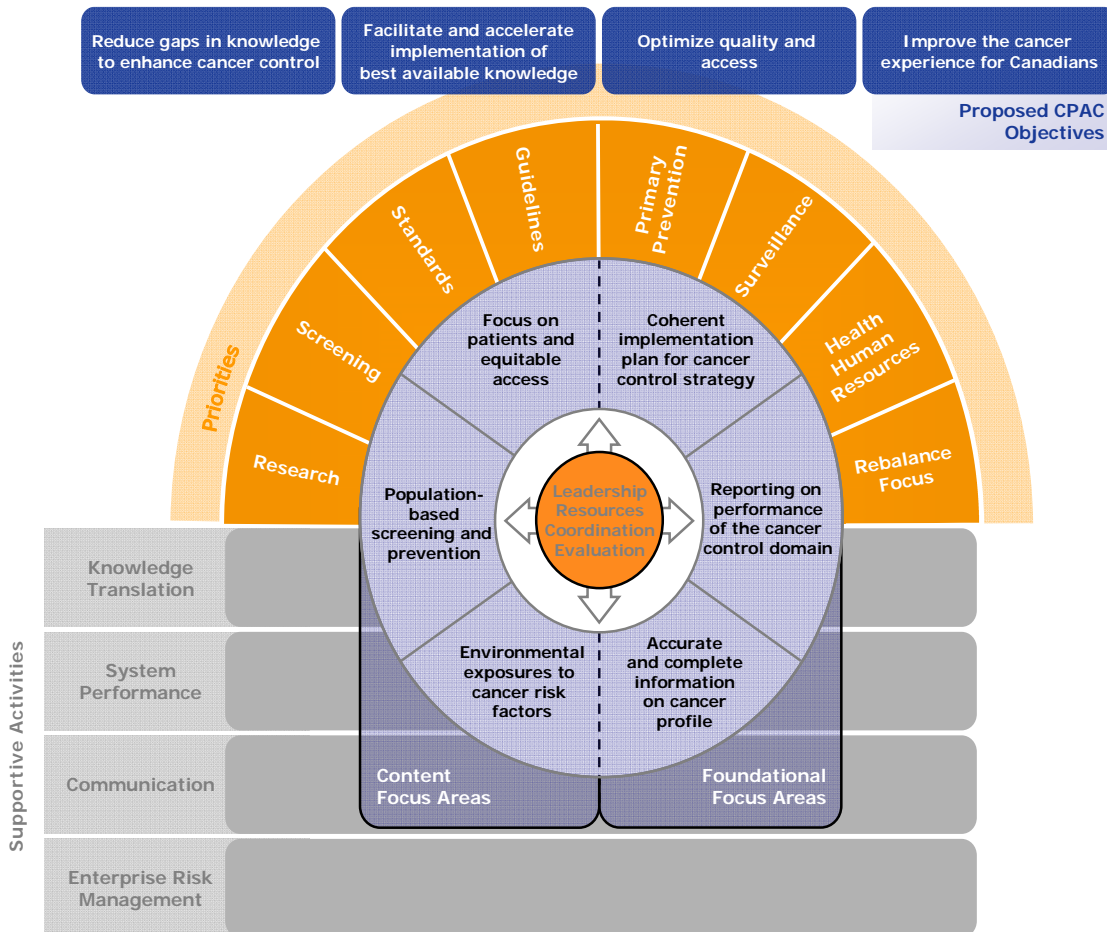 Reduce gaps in knowledge
to enhance cancer control
Facilitate and accelerate
implementation of
best available knowledge
Optimize quality and
access
Improve the cancer
experience for Canadians
Proposed CPAC
Objectives
Priorities
Research
Screening
Standards
Guidelines
Primary
Prevention
Surveillance
Health
Human
Resources
Rebalance
Focus
Focus on
patients and
equitable
access
Coherent
implementation
plan for cancer
control strategy
Population-
based
screening and
prevention
Leadership
Resources
Coordination
Evaluation
Reporting on
performance
of the cancer
control domain
Environmental
exposures to
cancer risk
factors
Accurate
and complete
information
on cancer
profile
Content
Focus Areas
Foundational
Focus Areas
Supportive Activities
Knowledge
Translation
System
Performance
Communication
Enterprise Risk
Management